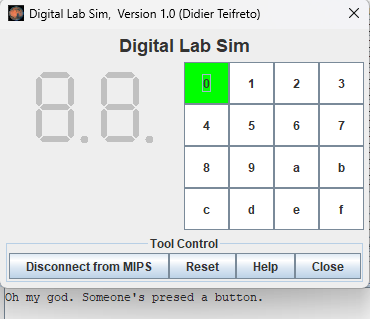 Digital Lab Sim, Version 1.0 (Didier Teifreto)
Digital Lab Sim
0 1 2 3
4 5 6 7
8 9 a b
c d e f
Tool Control
Disconnect from MIPS Reset Help Close
Oh my god. Someone's presed a button.